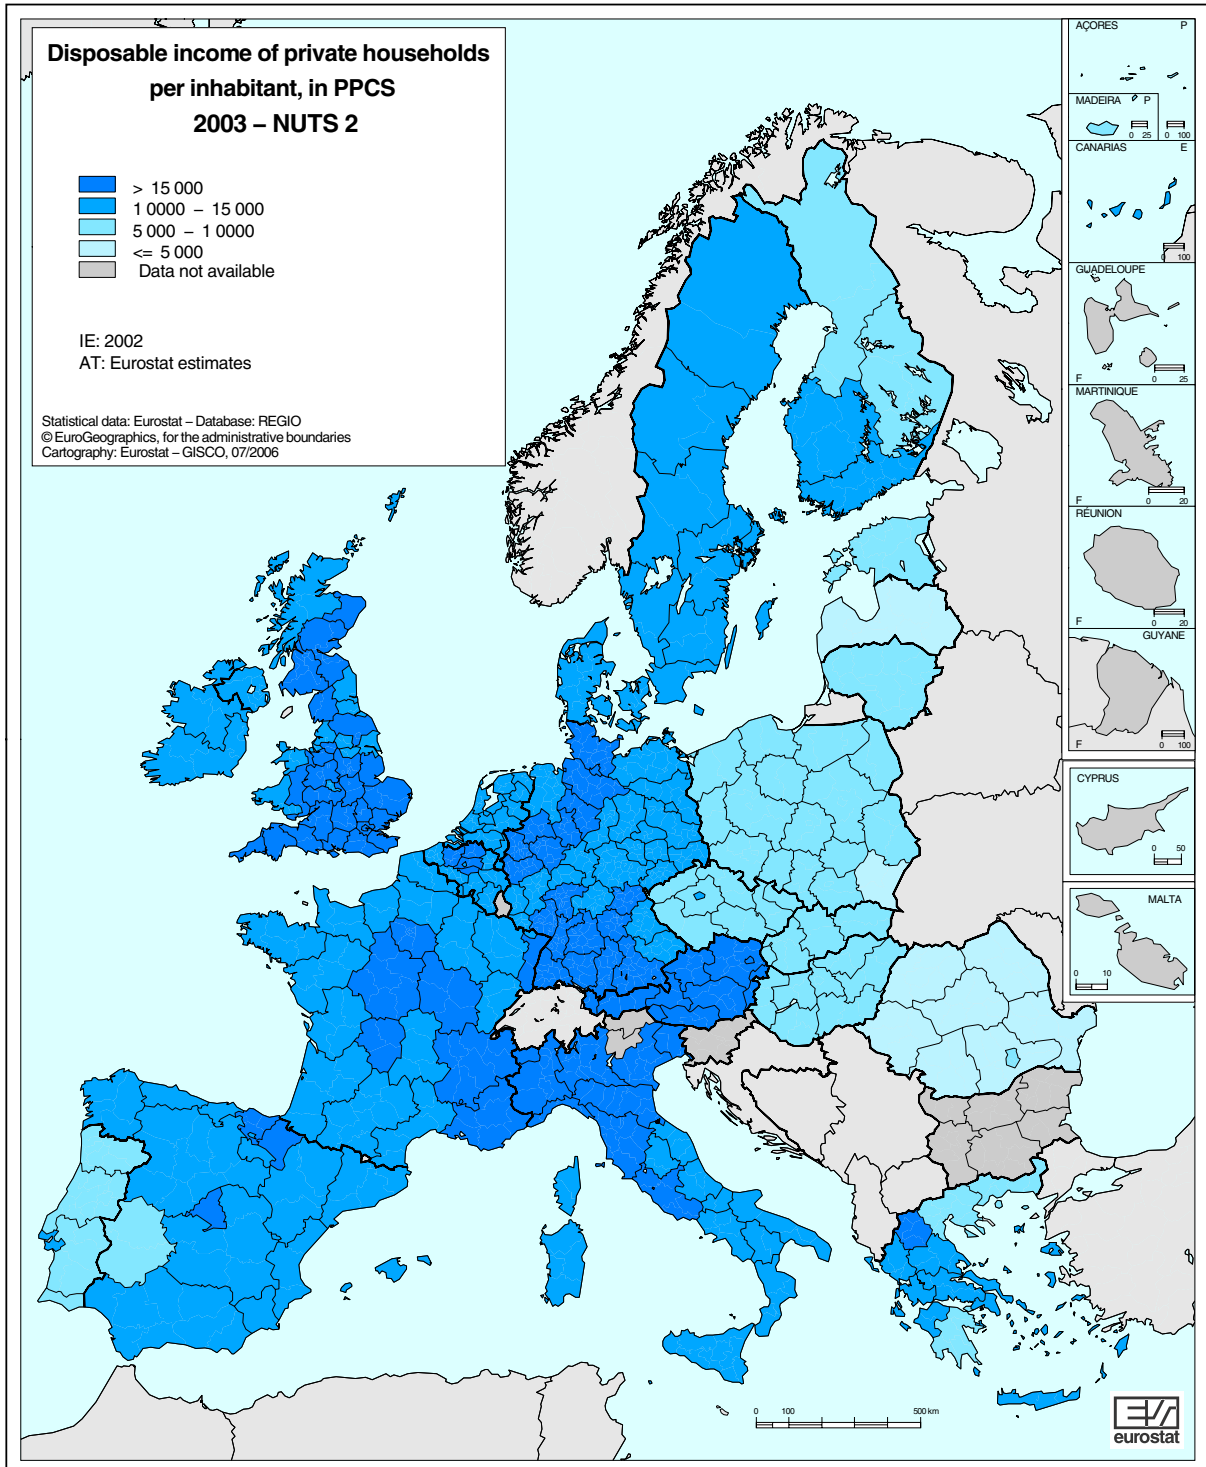 Disposable income of private households
per inhabitant, in PPCS
2003 – NUTS 2
> 15 000
1 0000 – 15 000
5 000 – 1 0000
<= 5 000
Data not available
IE: 2002
AT: Eurostat estimates
Statistical data: Eurostat – Database: REGIO
© EuroGeographics, for the administrative boundaries
Cartography: Eurostat – GISCO, 07/2006
AÇORES P
MADEIRA P
0 25 0 100
CANARIAS E
0 100
GUADELOUPE
F 0 25
MARTINIQUE
F 0 20
RÉUNION
F 0 20
GUYANE
F 0 100
CYPRUS
0 50
MALTA
0 10
0 100 500 km
eurostat